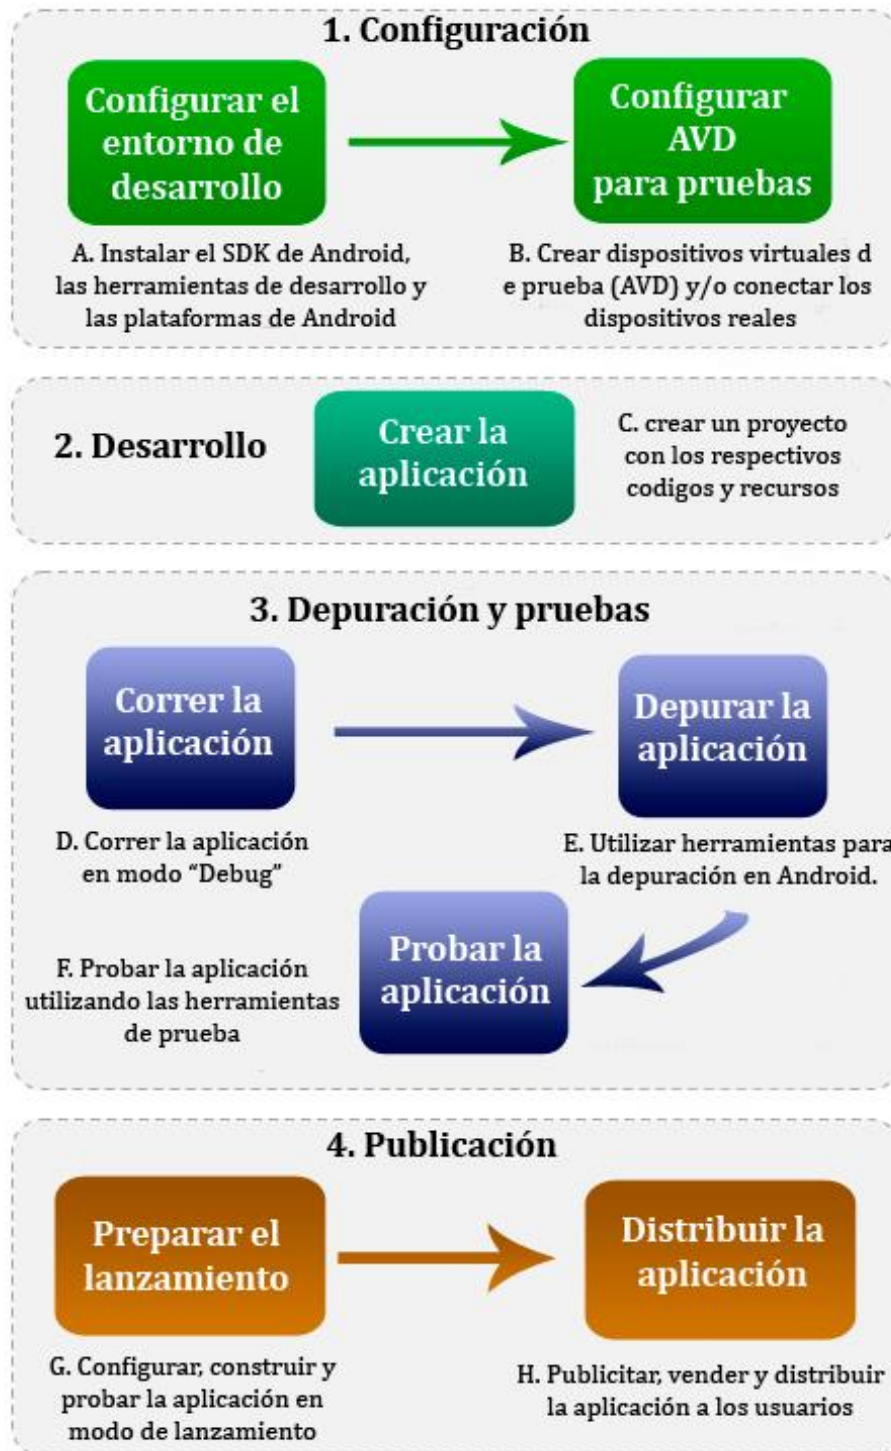 1. Configuración
Configurar el
entorno de
desarrollo
Configurar
AVD
para pruebas
A. Instalar el SDK de Android,
las herramientas de desarrollo y
las plataformas de Android
B. Crear dispositivos virtuales d
e prueba (AVD) y/o conectar los
dispositivos reales
2. Desarrollo
Crear la
aplicación
C. crear un proyecto
con los respectivos
codigos y recursos
3. Depuración y pruebas
Correr la
aplicación
Depurar la
aplicación
D. Correr la aplicación
en modo “Debug”
E. Utilizar herramientas para
la depuración en Android.
Probar la
aplicación
F. Probar la aplicación
utilizando las herramientas
de prueba
4. Publicación
Preparar el
lanzamiento
Distribuir la
aplicación
G. Configurar, construir y
probar la aplicación en
modo de lanzamiento
H. Publicitar, vender y distribuir
la aplicación a los usuarios